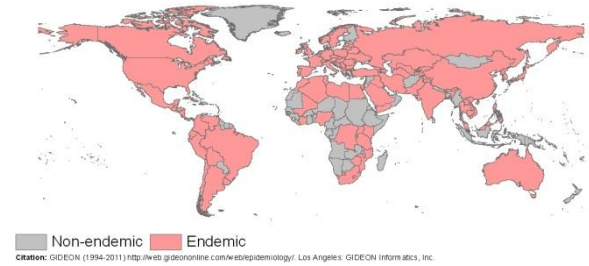 Non-endemic Endemic
Citation: GIDEON (1994-2011) http://web.gideononline.com/web/epidemiology/. Los Angeles: GIDEON Informatics, Inc.